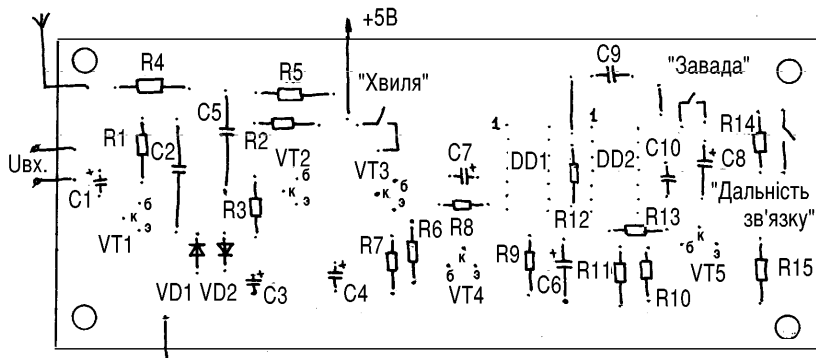 +5В
R4
R5
"Хвиля"
C9
"Завада"
R1
C2
C5
R2
VT2
VT3
C7
1
DD1
1
DD2
C10
C8
R14
Uвх.
C1
б
к
э
б
к
э
б
к
э
R3
R12
R13
"Дальність
зв'язку"
VT1
R7
R6
R8
R9
C6
R11
R10
б
к
э
VT4
б
к
э
VT5
R15
VD1
VD2
C3
C4